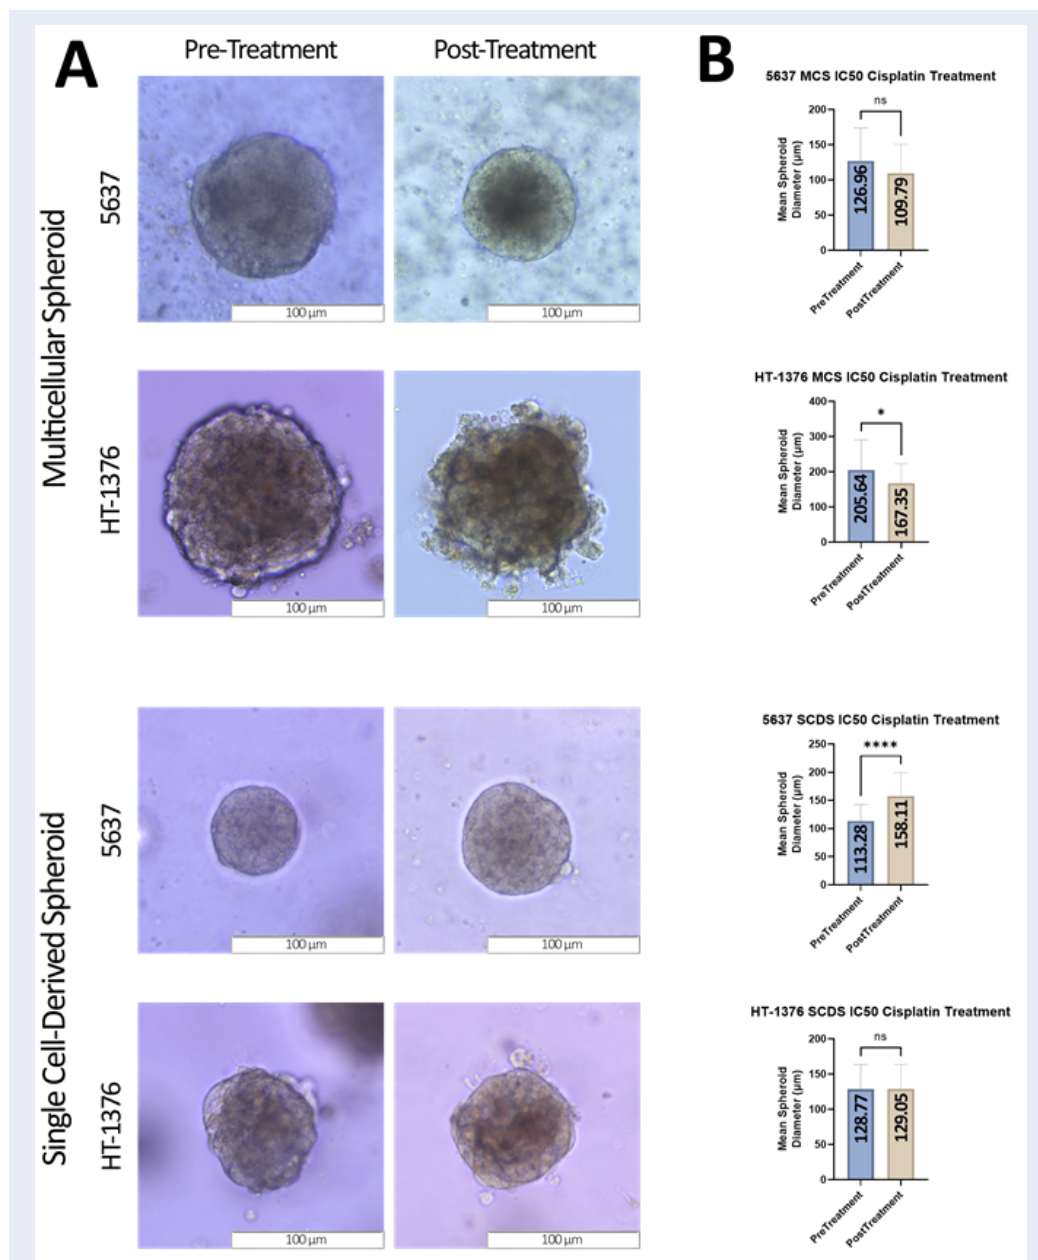 A
Pre-Treatment
Post-Treatment
B
Multicellular Spheroid
5637
100 µm
100 µm
5637 MCS IC50 Cisplatin Treatment
Mean Spheroid
Diameter (µm)
200
150
100
50
0
ns
126.96
109.79
PreTreatment
PostTreatment
HT-1376
100 µm
100 µm
HT-1376 MCS IC50 Cisplatin Treatment
Mean Spheroid
Diameter (µm)
400
300
200
100
0
*
205.64
167.35
PreTreatment
PostTreatment
Single Cell-Derived Spheroid
5637
100 µm
100 µm
5637 SCDS IC50 Cisplatin Treatment
Mean Spheroid
Diameter (µm)
250
200
150
100
50
0
****
113.28
158.11
PreTreatment
PostTreatment
HT-1376
100 µm
100 µm
HT-1376 SCDS IC50 Cisplatin Treatment
Mean Spheroid
Diameter (µm)
200
150
100
50
0
ns
128.77
129.05
PreTreatment
PostTreatment